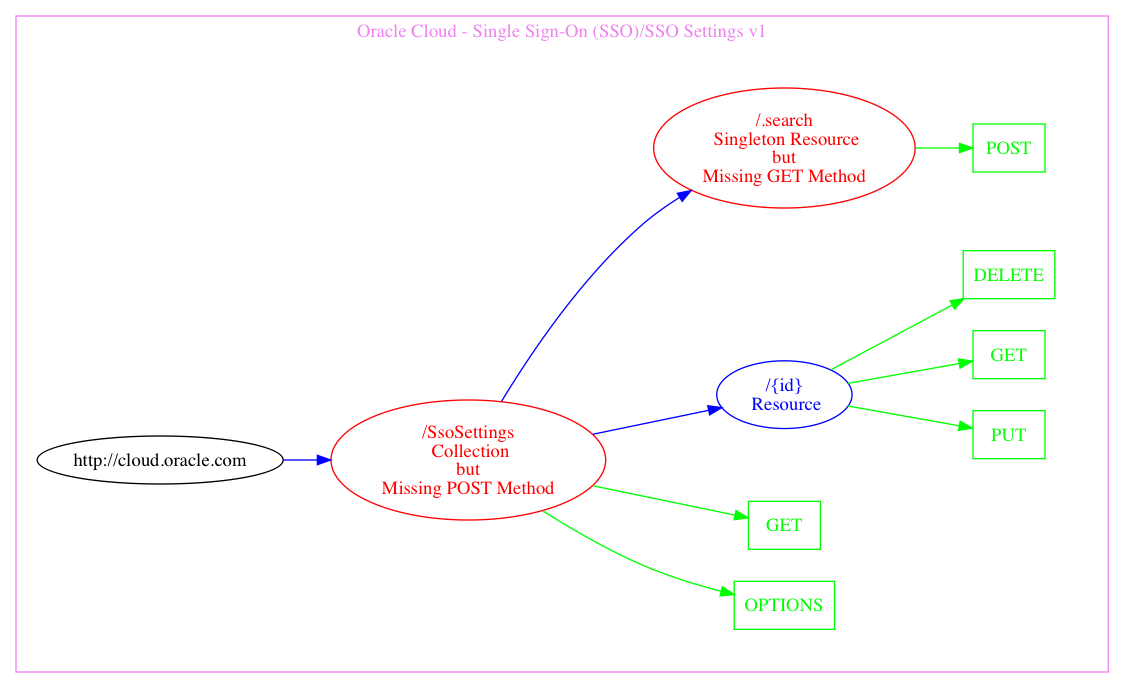 Oracle Cloud - Single Sign-On (SSO)/SSO Settings v1
/.search
Singleton Resource
but
Missing GET Method
POST
DELETE
GET
/{id}
Resource
PUT
/SsoSettings
Collection
but
Missing POST Method
http://cloud.oracle.com
GET
OPTIONS